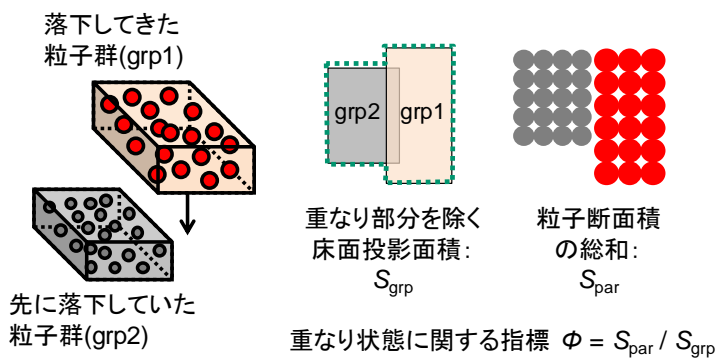 落下してきた
粒子群(grp1)
先に落下していた
粒子群(grp2)
grp2
grp1
重なり部分を除く
床面投影面積:
Sgrp
粒子断面積
の総和:
Spar
重なり状態に関する指標 Φ = Spar / Sgrp